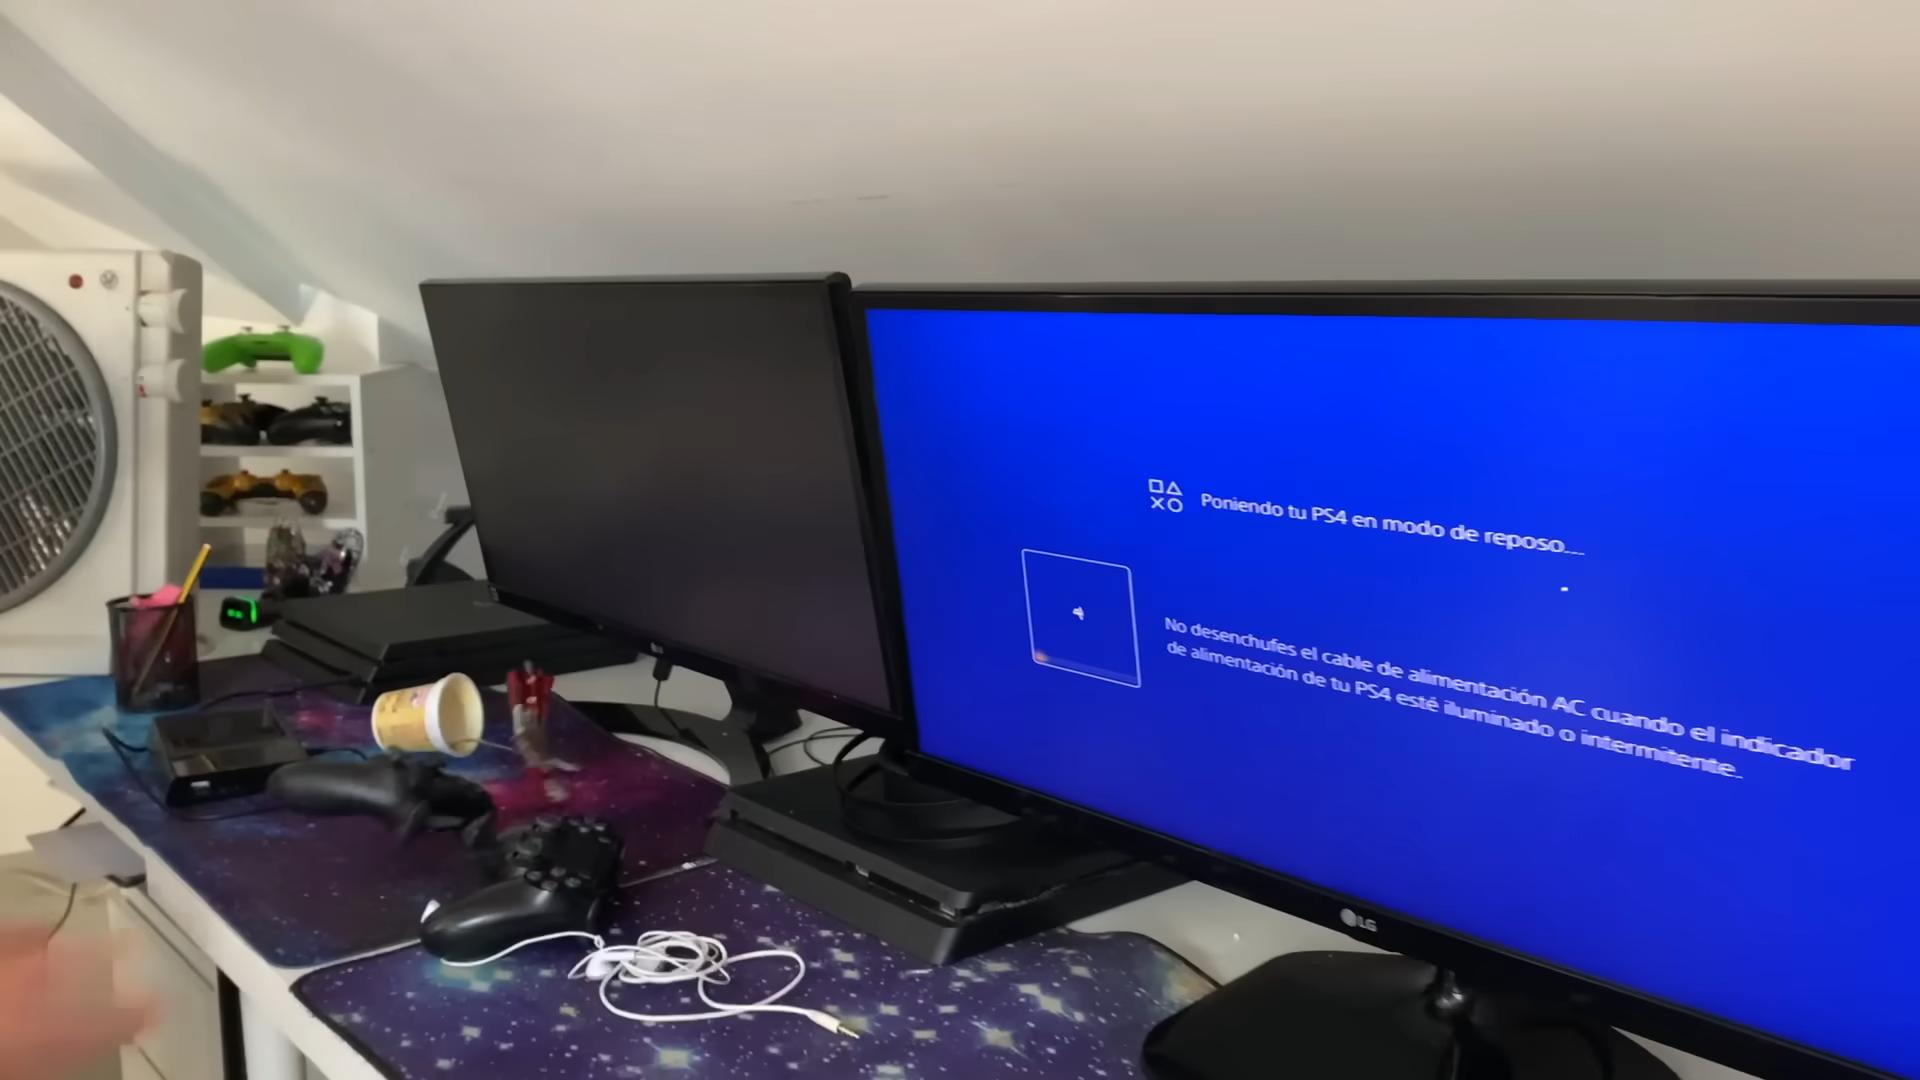 Poniendo tu PS4 en modo de reposo...
No desenchufes el cable de alimentación AC cuando el indicador
de alimentación de tu PS4 esté iluminado o intermitente.
LG